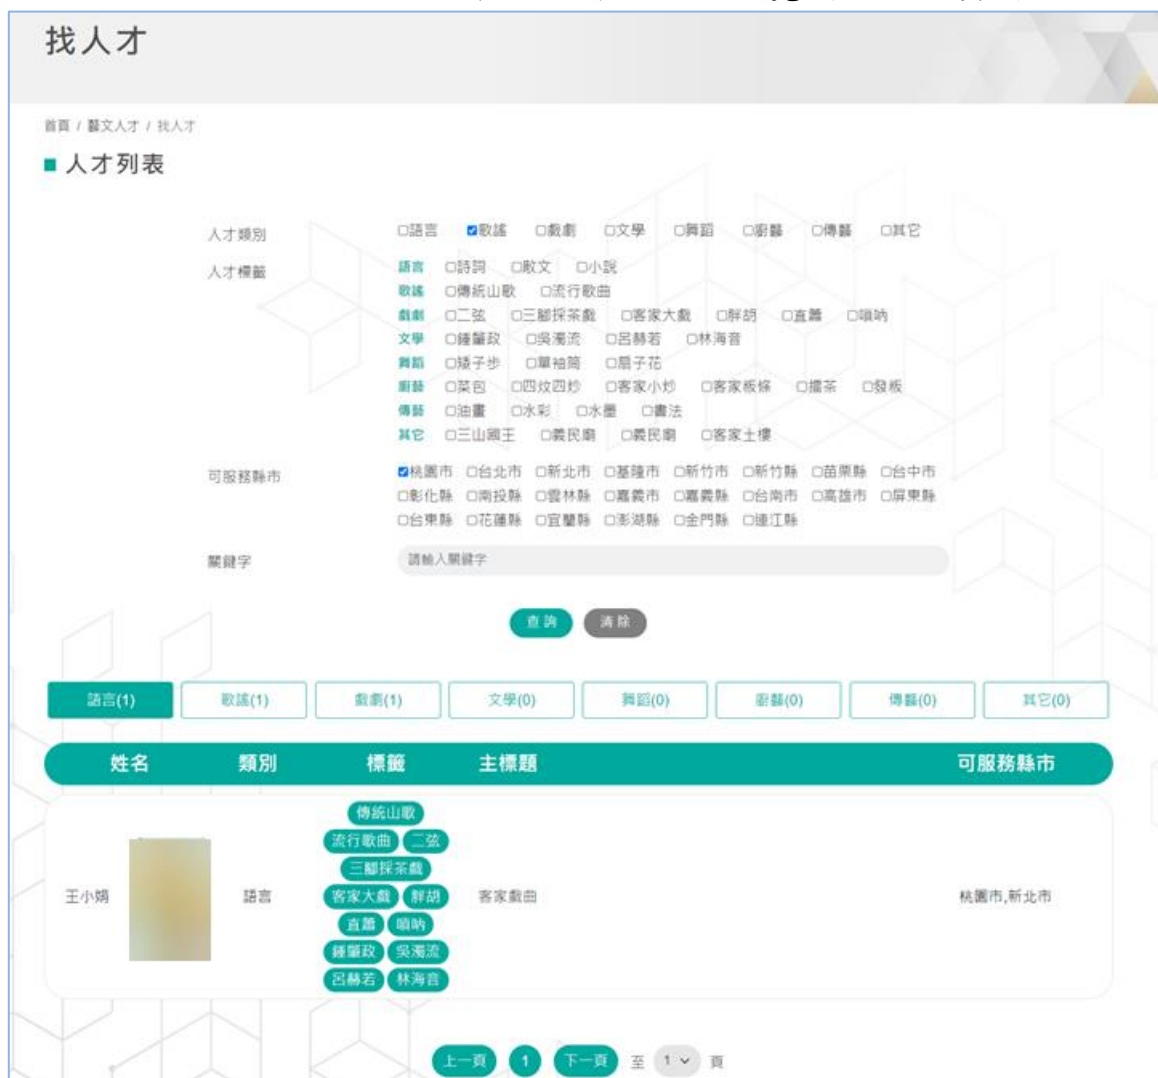 找人才
首頁 / 藝文人才 / 找人才
人才列表
人才類別 語言 歌謠 戲劇 文學 舞蹈 廚藝 傳藝 其它
人才標籤 語言 詩詞 散文 小說
歌謠 傳統山歌 流行歌曲
戲劇 二弦 三腳採茶戲 客家大戲 胖胡 直簫 嗩吶
文學 鍾肇政 吳濁流 呂赫若 林海音
舞蹈 矮子步 單袖筒 扇子花
廚藝 菜包 四炆四炒 客家小炒 客家粄條 擂茶 發粄
傳藝 油畫 水彩 水墨 書法
其它 三山國王 義民廟 義民廟 客家土樓
可服務縣市 桃園市 台北市 新北市 基隆市 新竹市 新竹縣 苗栗縣 台中市
彰化縣 南投縣 雲林縣 嘉義市 嘉義縣 台南市 高雄市 屏東縣
台東縣 花蓮縣 宜蘭縣 澎湖縣 金門縣 連江縣
關鍵字 請輸入關鍵字
查詢 清除
語言(1) 歌謠(1) 戲劇(1) 文學(0) 舞蹈(0) 廚藝(0) 傳藝(0) 其它(0)
姓名 類別 標籤 主標題 可服務縣市
傳統山歌
流行歌曲 二弦
三腳採茶戲
王小娟 語言 客家大戲 胖胡 客家戲曲 桃園市,新北市
直簫 嗩吶
鍾肇政 吳濁流
呂赫若 林海音
上一頁 1 下一頁 至 1 頁